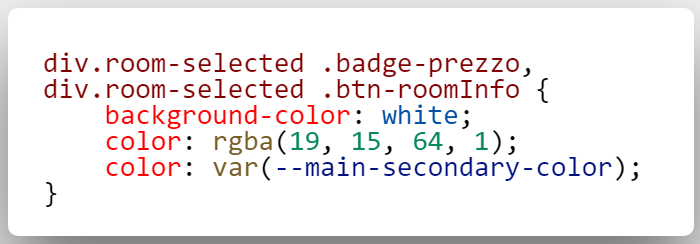 div.room-selected .badge-prezzo,
div.room-selected .btn-roomInfo {
    background-color: white;
    color: rgba(19, 15, 64, 1);
    color: var(--main-secondary-color);
}